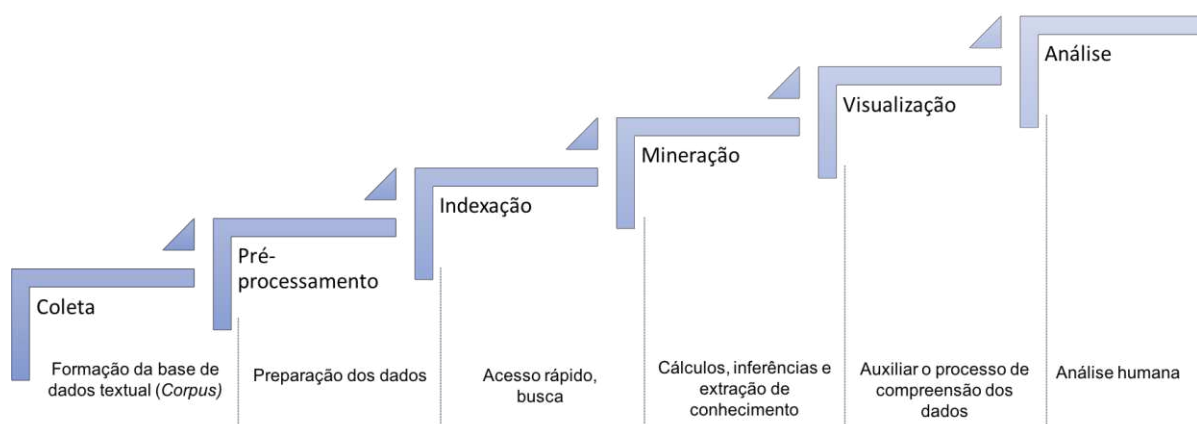 Coleta
Pré-
processamento
Indexação
Mineração
Visualização
Análise
Formação da base de
dados textual (Corpus)
Preparação dos dados
Acesso rápido,
busca
Cálculos, inferências e
extração de
conhecimento
Auxiliar o processo de
compreensão dos
dados
Análise humana